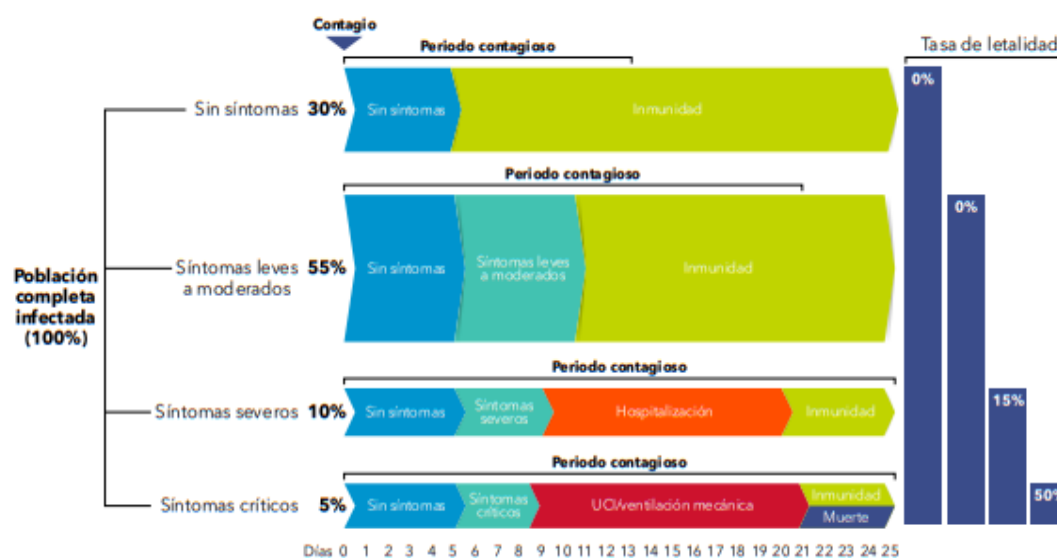 Contagio
Periodo contagioso
Tasa de letalidad
Sin síntomas 30% Sin síntomas Inmunidad 0%
Periodo contagioso
Síntomas leves
a moderados
55% Sin síntomas
Síntomas leves
a moderados
Inmunidad 0%
Población
completa
infectada
(100%)
Periodo contagioso
Síntomas severos 10% Sin síntomas
Síntomas
severos
Hospitalización Inmunidad 15%
Periodo contagioso
Síntomas críticos 5% Sin síntomas
Síntomas
críticos
UCI/ventilación mecánica
Inmunidad
Muerte
50%
Días 0 1 2 3 4 5 6 7 8 9 10 11 12 13 14 15 16 17 18 19 20 21 22 23 24 25